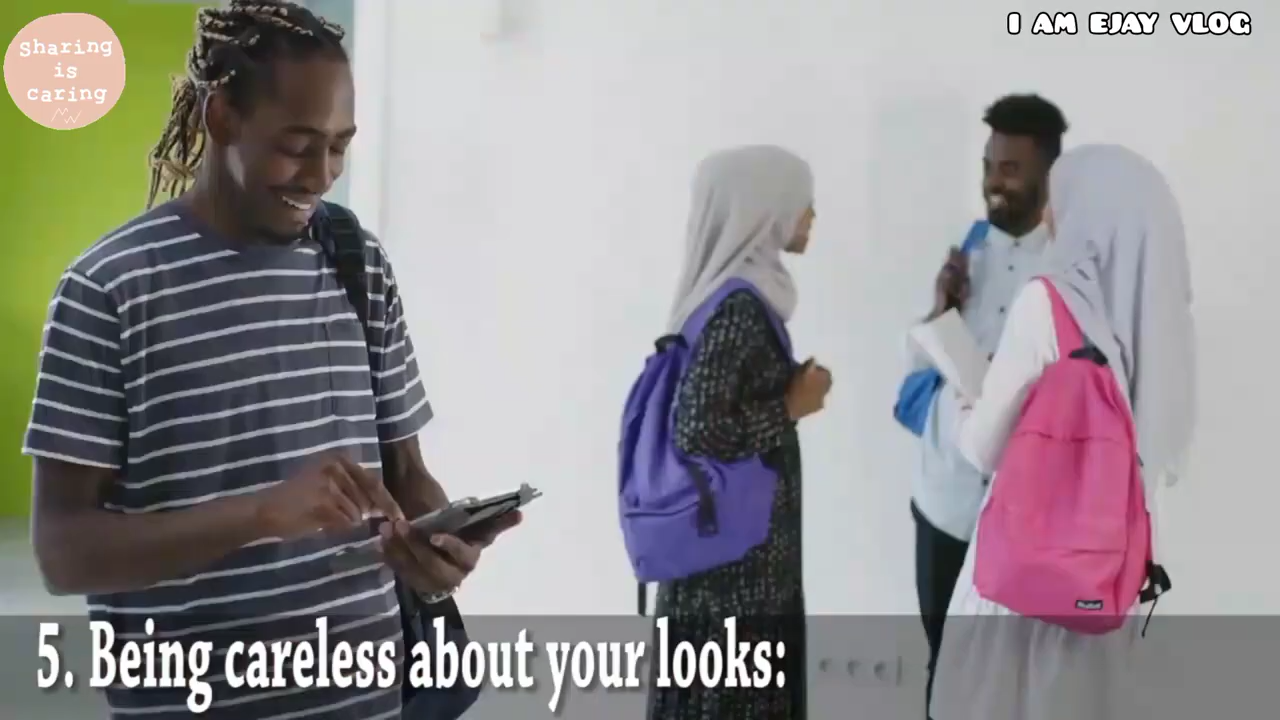 Sharing
is
caring
I AM EJAY VLOG
5. Being careless about your looks: